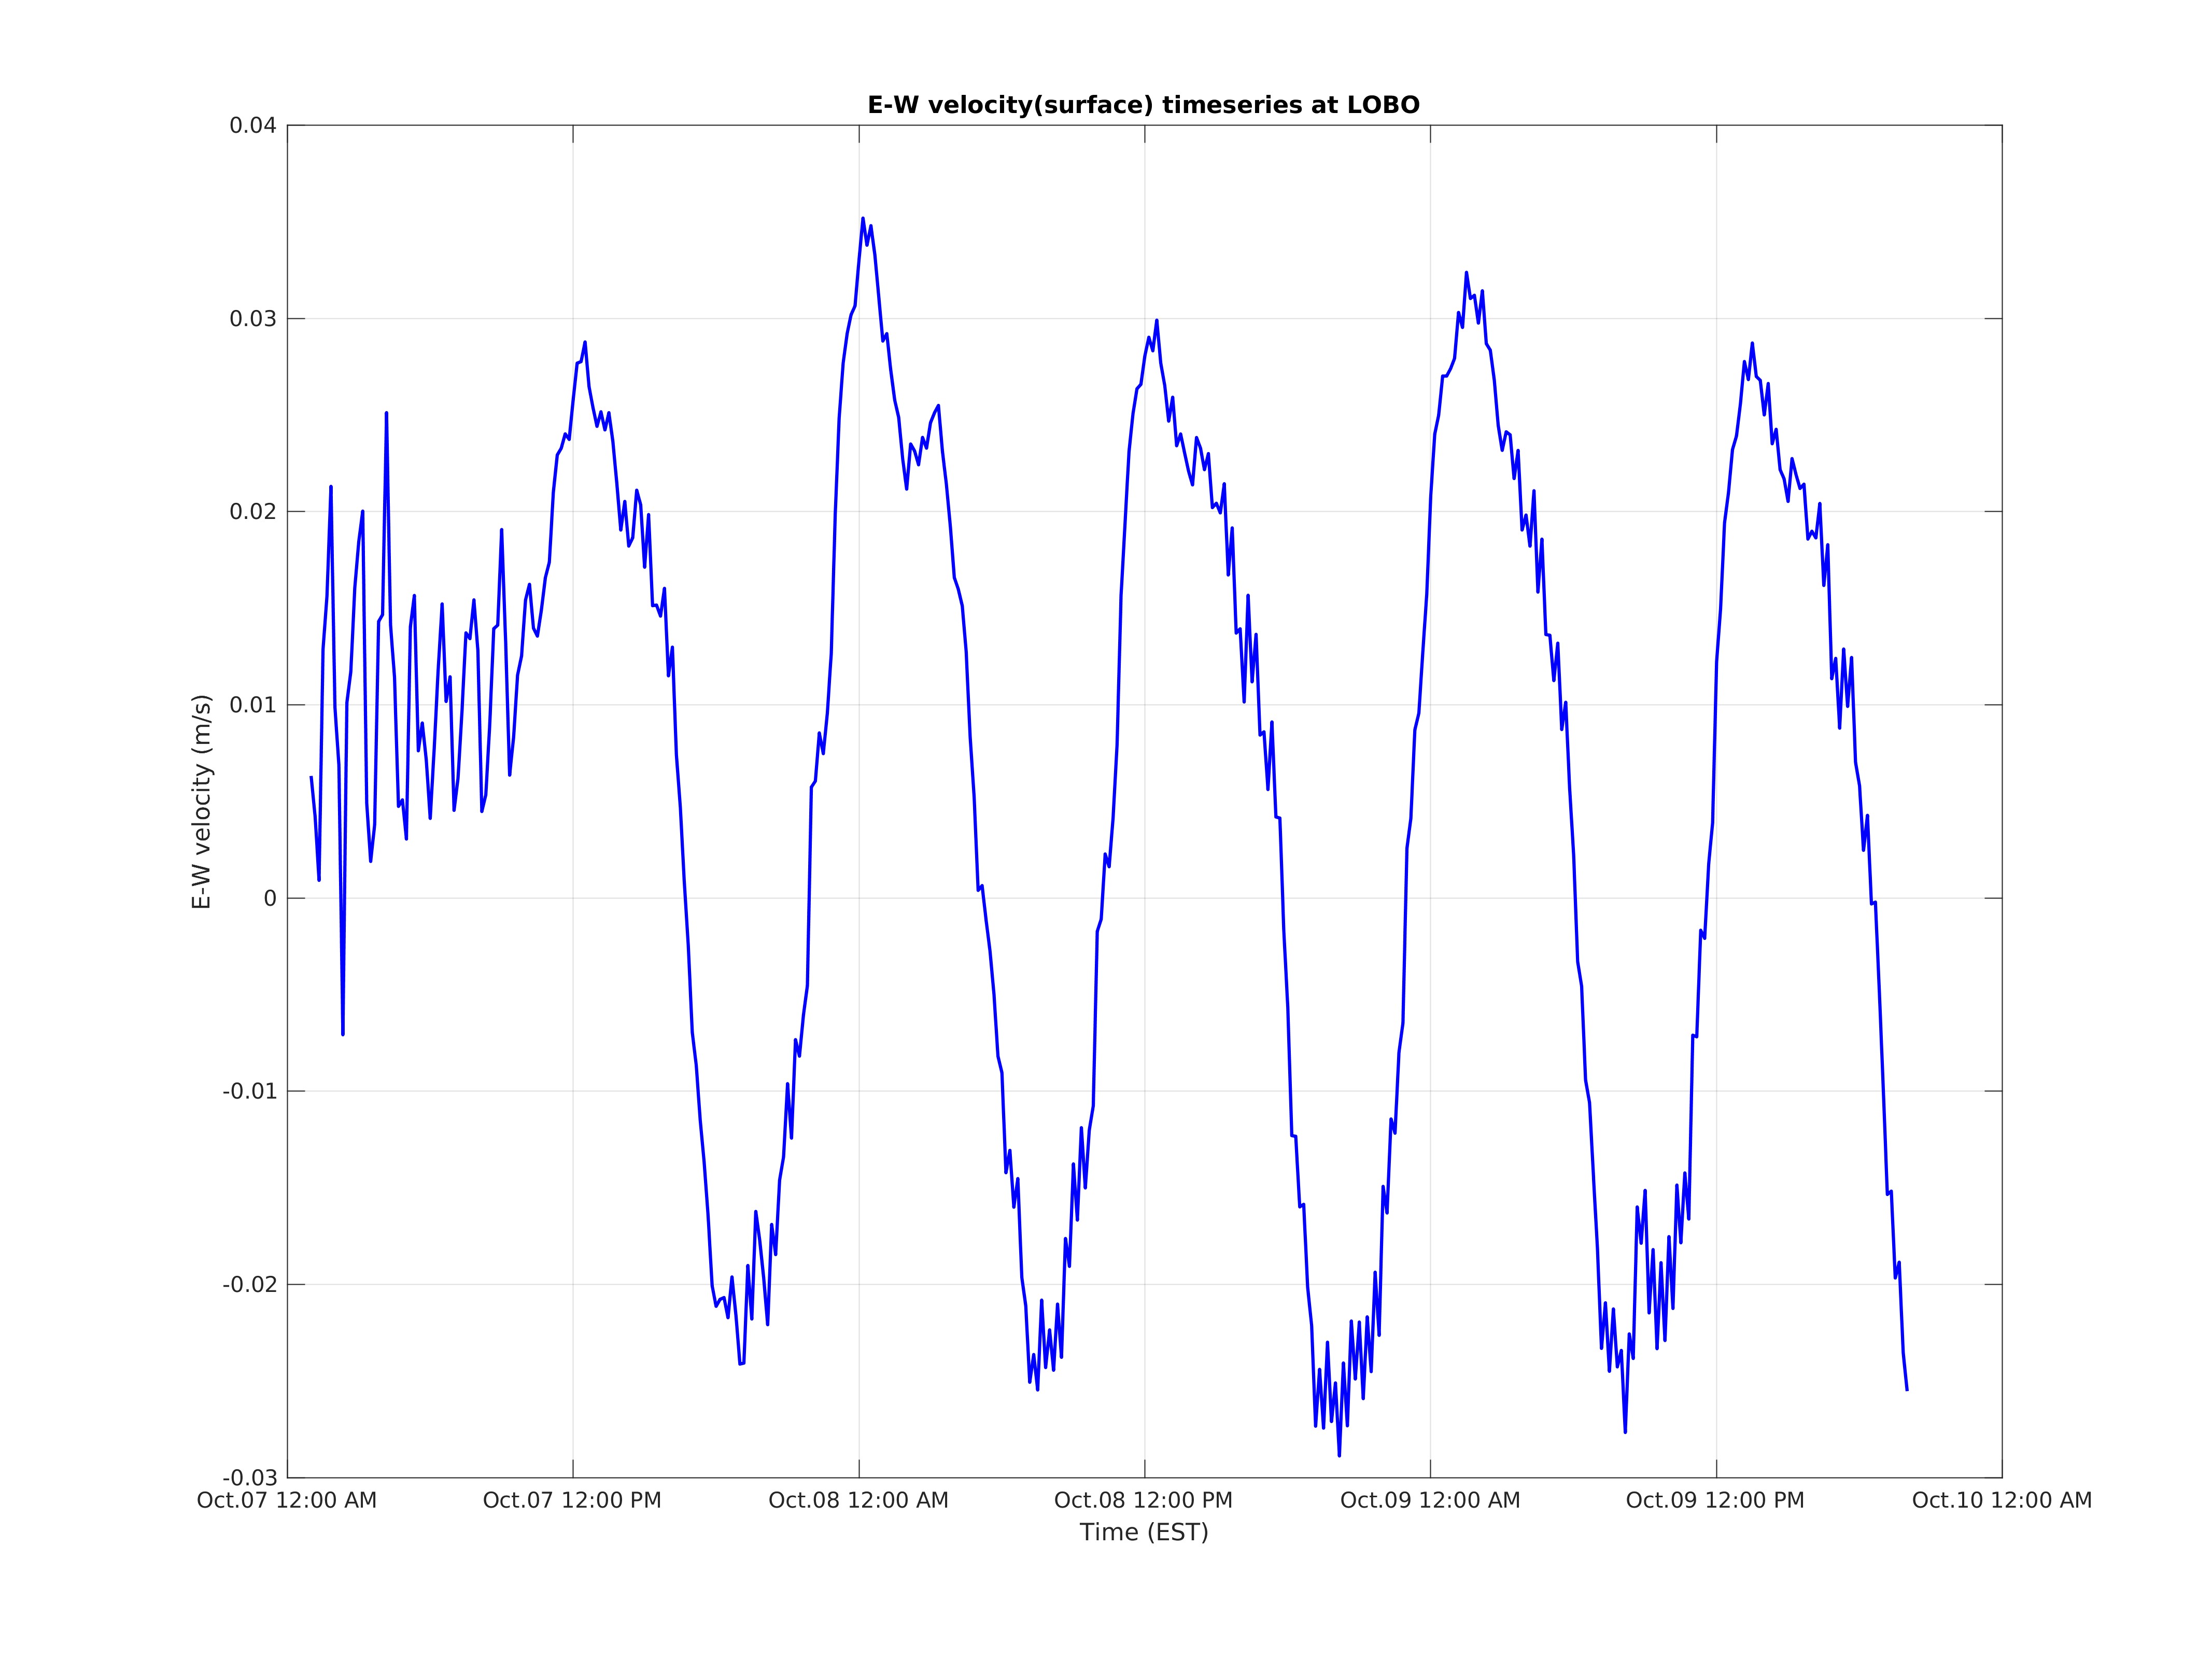 E-W velocity(surface) timeseries at LOBO
0.04
0.03
0.02
0.01
0
-0.01
-0.02
-0.03
E-W velocity (m/s)
Oct.07 12:00 AM Oct.07 12:00 PM Oct.08 12:00 AM Oct.08 12:00 PM Oct.09 12:00 AM Oct.09 12:00 PM Oct.10 12:00 AM
Time (EST)